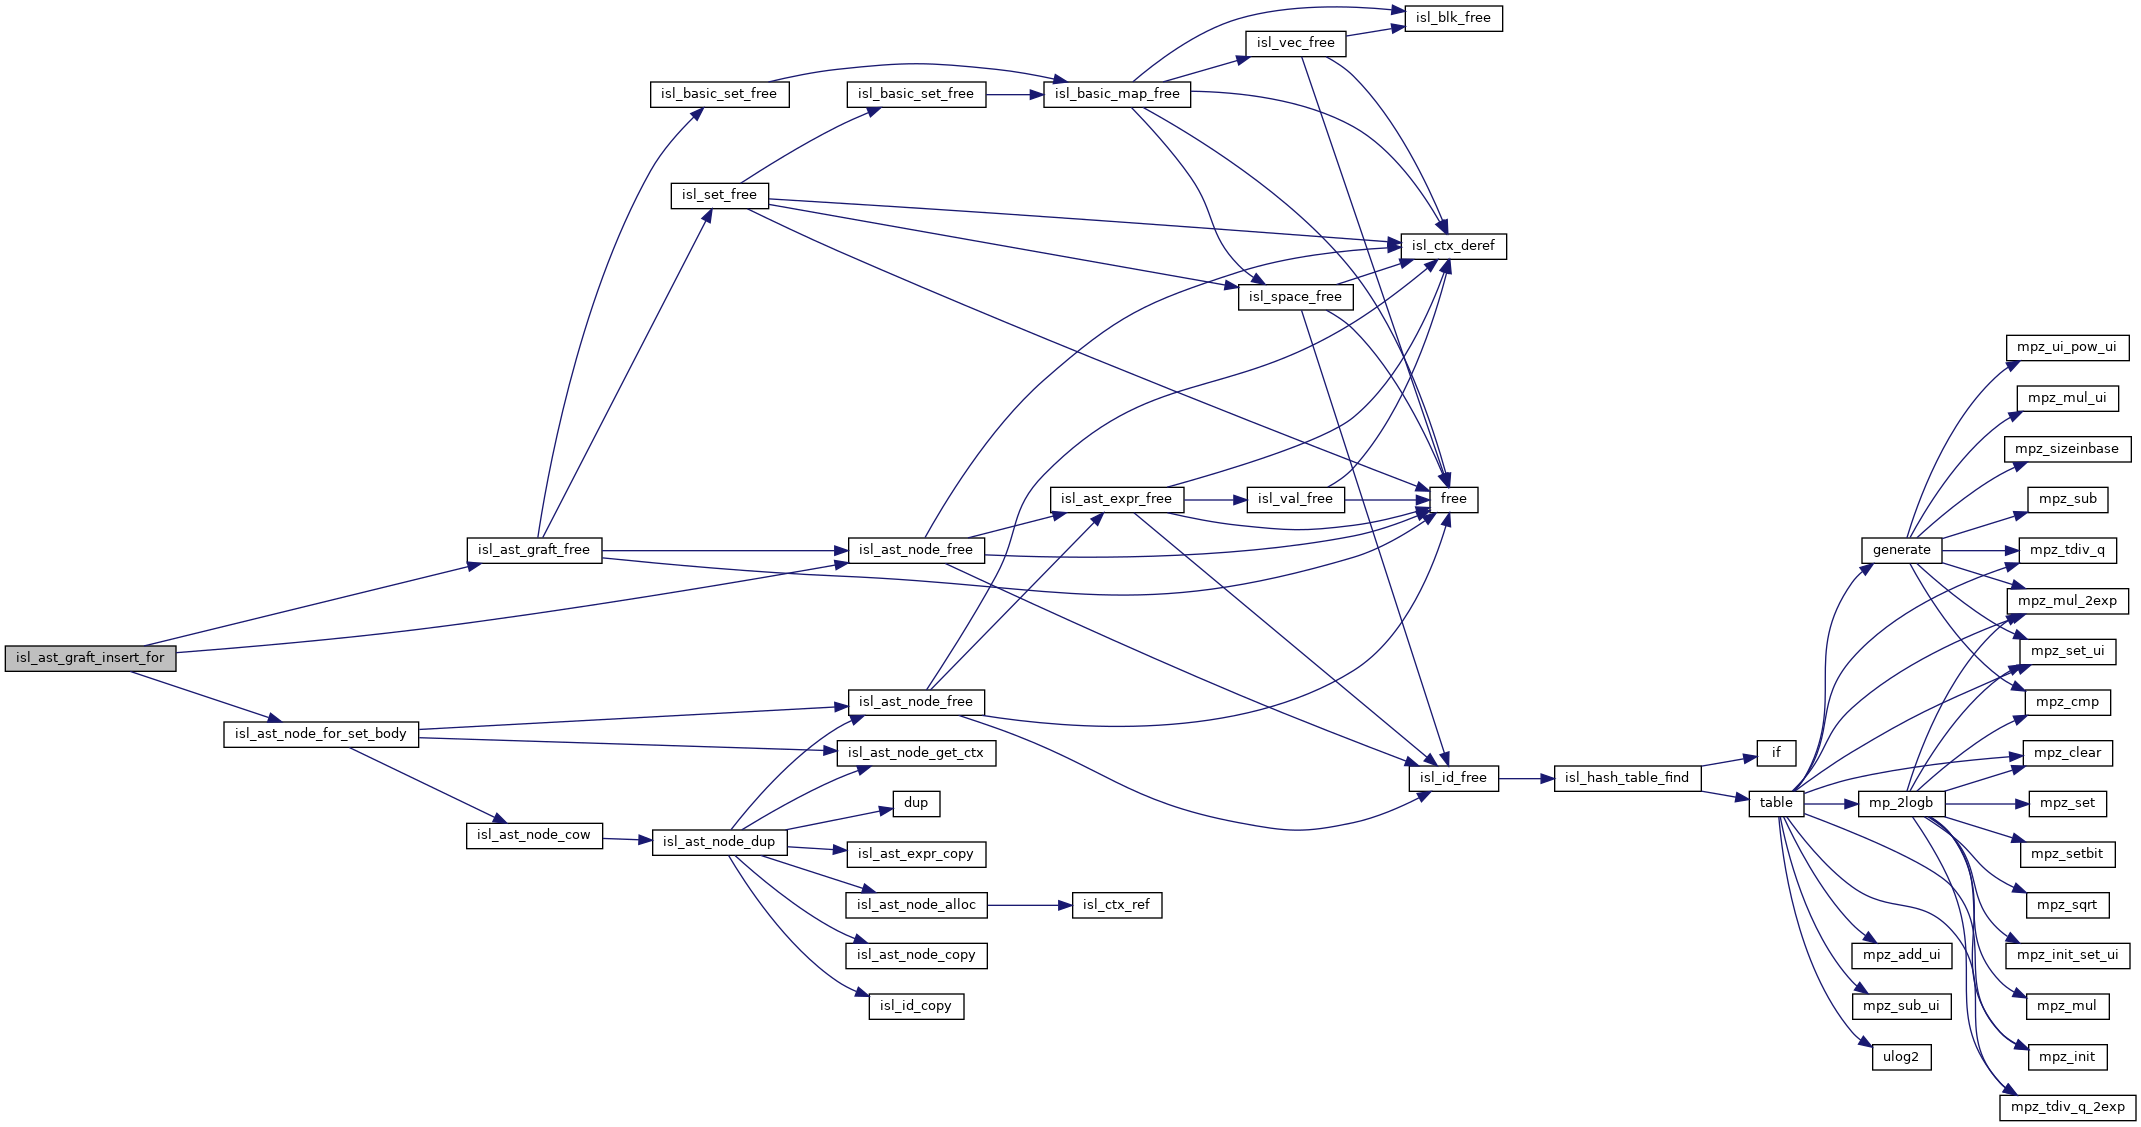 isl_blk_free
isl_vec_free
isl_basic_set_free
isl_basic_set_free
isl_basic_map_free
isl_set_free
isl_ctx_deref
isl_space_free
mpz_ui_pow_ui
mpz_mul_ui
mpz_sizeinbase
isl_ast_expr_free
isl_val_free
free
mpz_sub
isl_ast_graft_free
isl_ast_node_free
generate
mpz_tdiv_q
mpz_mul_2exp
isl_ast_graft_insert_for
mpz_set_ui
isl_ast_node_free
mpz_cmp
isl_ast_node_for_set_body
isl_ast_node_get_ctx
if
mpz_clear
isl_id_free
isl_hash_table_find
dup
table
mp_2logb
mpz_set
isl_ast_node_cow
isl_ast_node_dup
isl_ast_expr_copy
mpz_setbit
isl_ast_node_alloc
isl_ctx_ref
mpz_sqrt
isl_ast_node_copy
mpz_add_ui
mpz_init_set_ui
isl_id_copy
mpz_sub_ui
mpz_mul
ulog2
mpz_init
mpz_tdiv_q_2exp